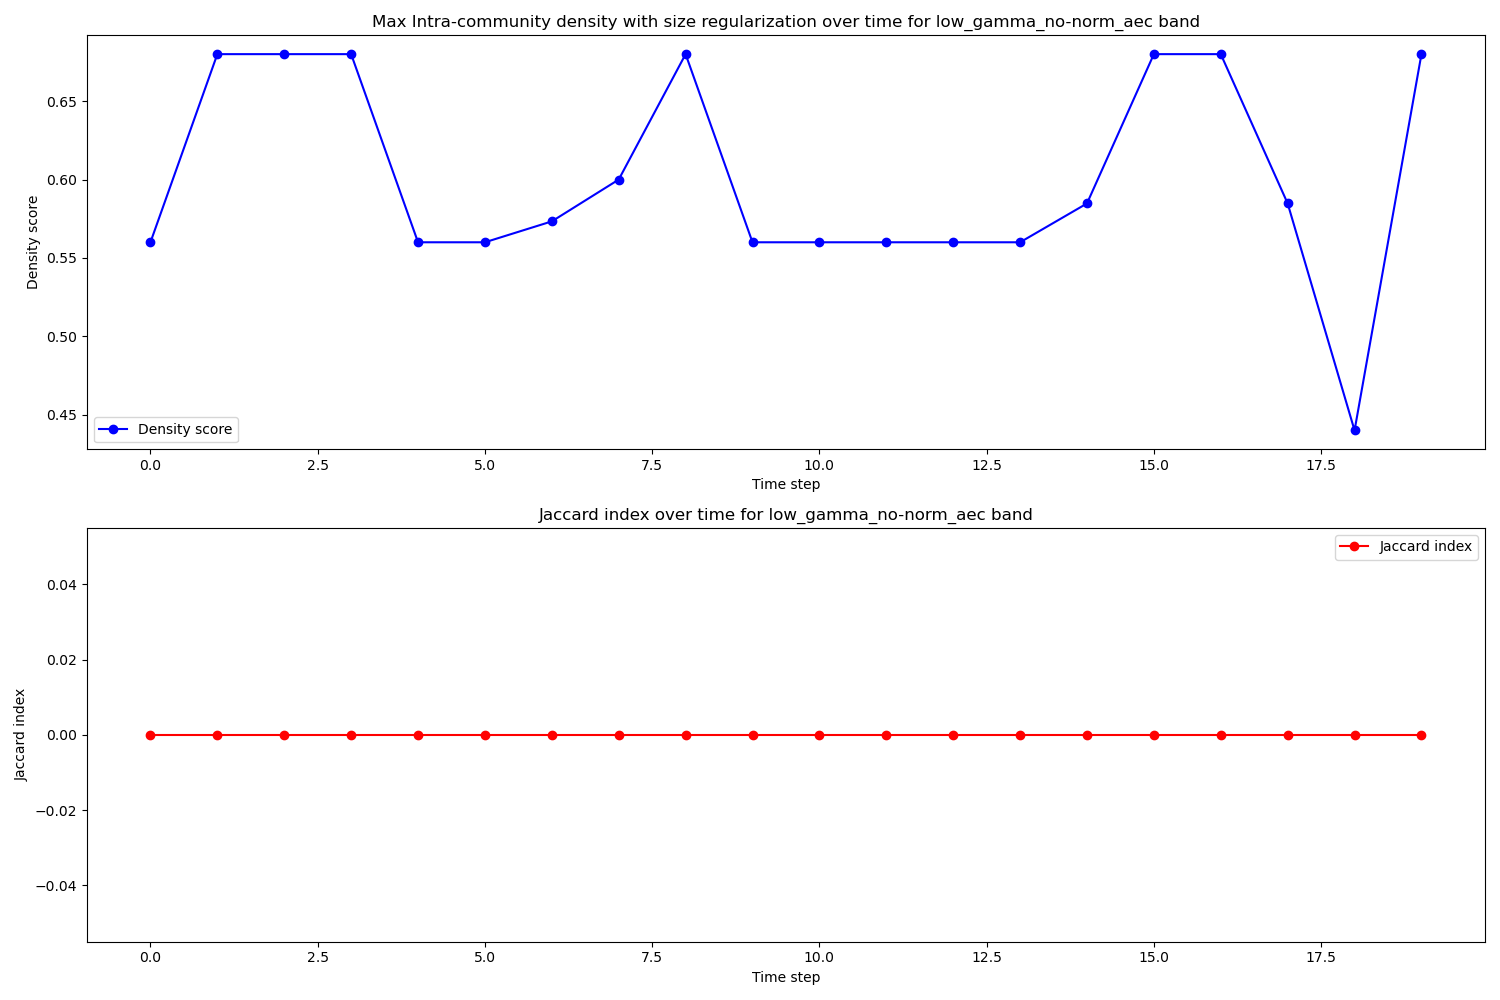 Max Intra-community density with size regularization over time for low_gamma_no-norm_aec band
Density score
0.65
0.60
0.55
0.50
0.45
Density score
0.0 2.5 5.0 7.5 10.0 12.5 15.0 17.5
Time step
Jaccard index over time for low_gamma_no-norm_aec band
Jaccard index
Jaccard index
0.04
0.02
0.00
−0.02
−0.04
0.0 2.5 5.0 7.5 10.0 12.5 15.0 17.5
Time step